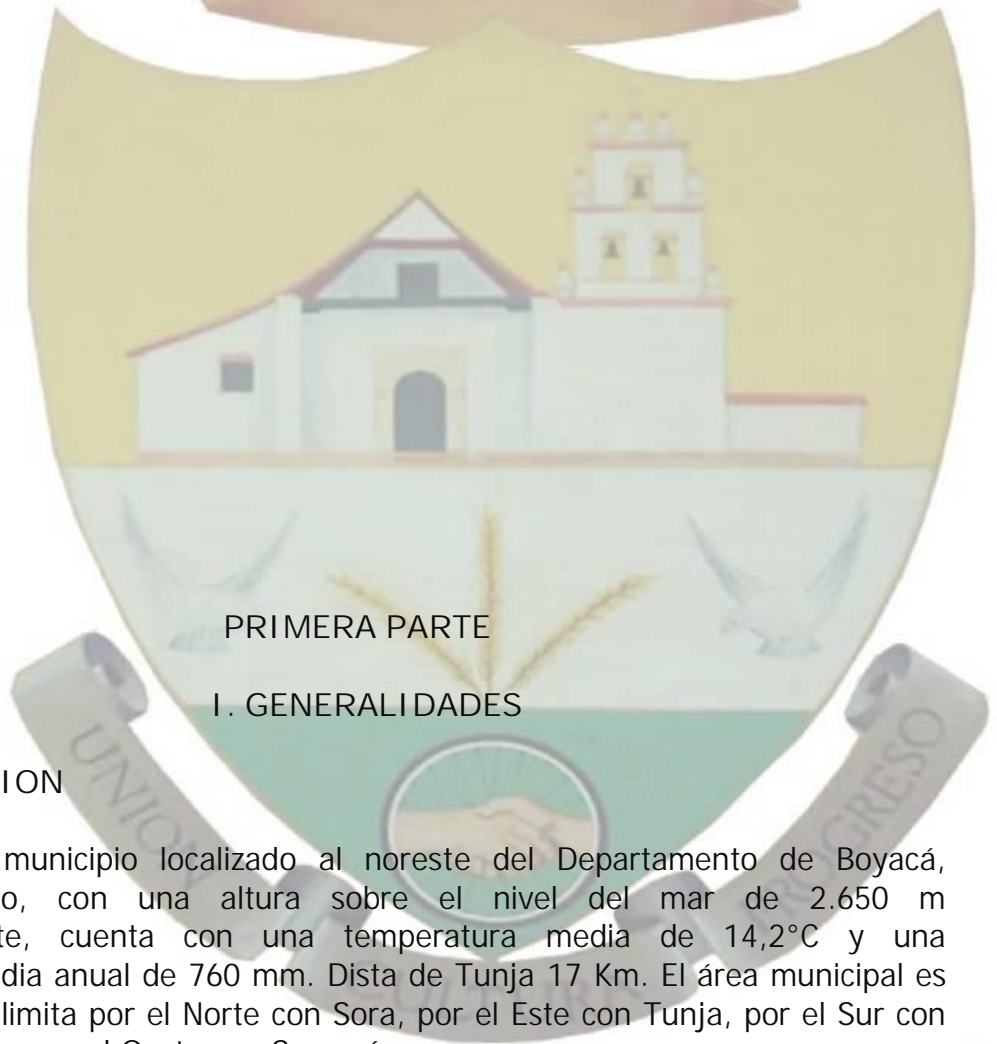 PRIMERA PARTE
I. GENERALIDADES
ION
municipio localizado al noreste del Departamento de Boyacá,
o, con una altura sobre el nivel del mar de 2.650 m
te, cuenta con una temperatura media de 14,2°C y una
dia anual de 760 mm. Dista de Tunja 17 Km. El área municipal es
limita por el Norte con Sora, por el Este con Tunja, por el Sur con
UNION
PROGRESO